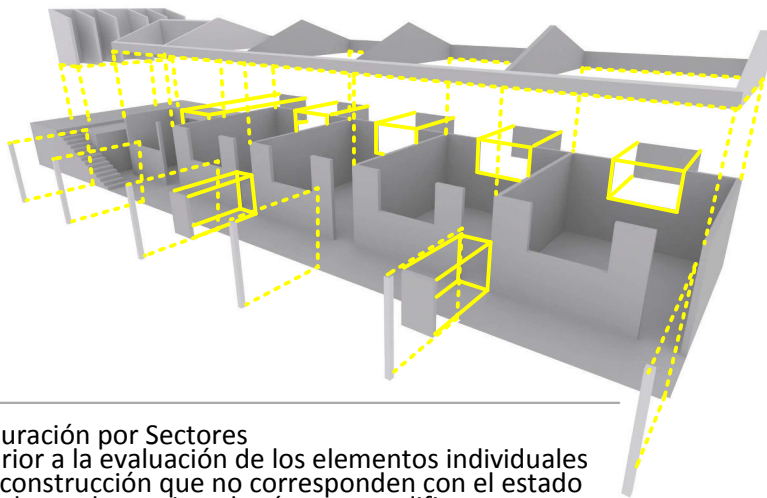 uración por Sectores
rior a la evaluación de los elementos individuales
construcción que no corresponden con el estado